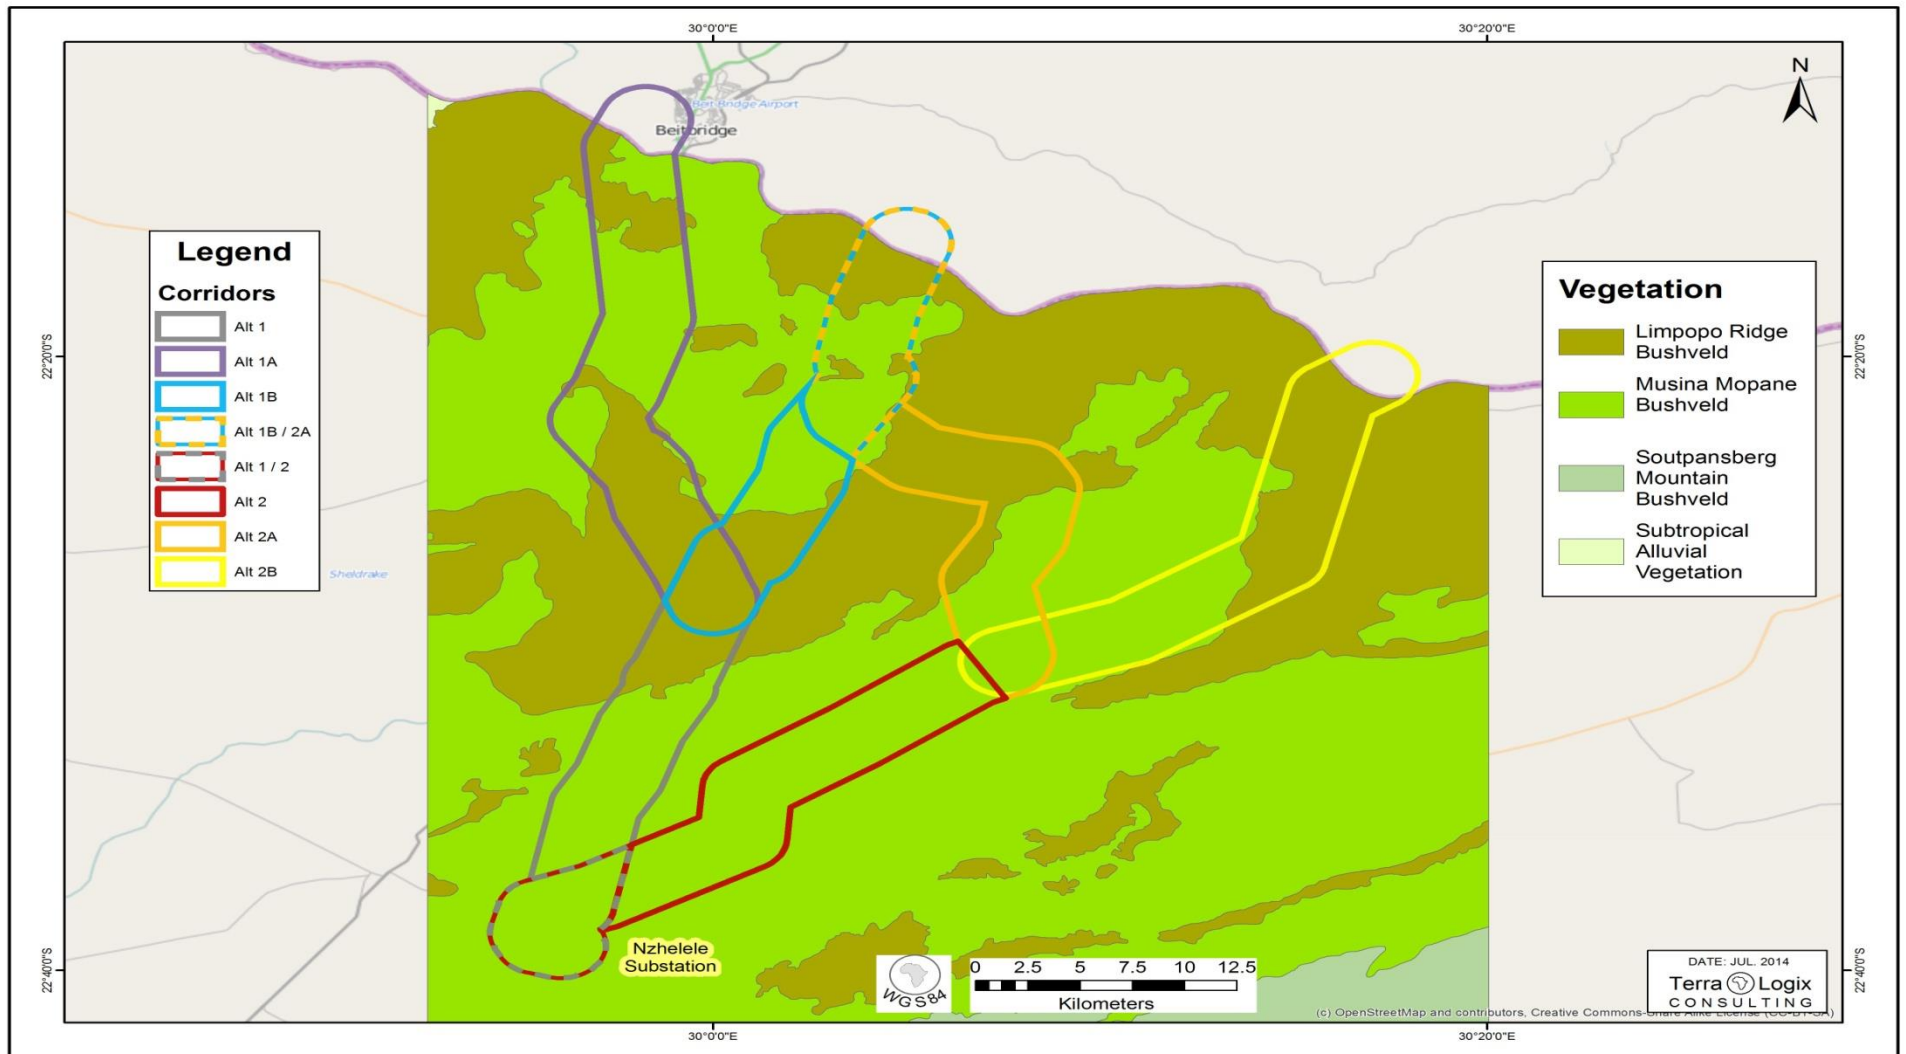 30°0'0"E
30°20'0"E
N
Beit Bridge Airport
Beitbridge
Legend
Corridors
Alt 1
Alt 1A
Alt 1B
Alt 1B / 2A
Alt 1 / 2
Alt 2
Alt 2A
Alt 2B
Vegetation
Limpopo Ridge
Bushveld
Musina Mopane
Bushveld
Soutpansberg
Mountain
Bushveld
Subtropical
Alluvial
Vegetation
22°20'0"S
22°20'0"S
Sheldrake
Nzhelele
Substation
22°40'0"S
22°40'0"S
WGS84
0 2.5 5 7.5 10 12.5
Kilometers
DATE: JUL. 2014
Terra Logix
CONSULTING
(c) OpenStreetMap and contributors, Creative Commons-Share Alike License (CC-BY-SA)
30°0'0"E
30°20'0"E